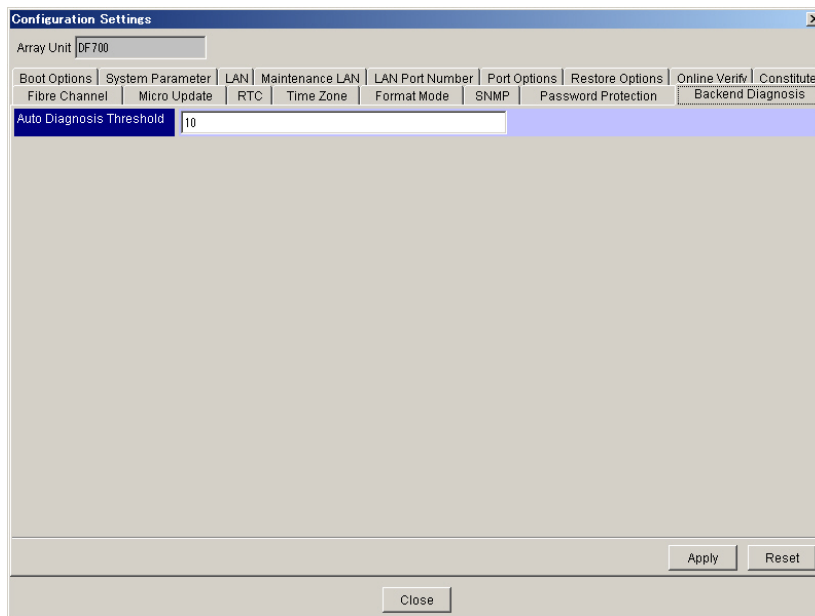 Configuration Settings
Array Unit DF700
Boot Options System Parameter LAN Maintenance LAN LAN Port Number Port Options Restore Options Online Verify Constitute
Fibre Channel Micro Update RTC Time Zone Format Mode SNMP Password Protection Backend Diagnosis
Auto Diagnosis Threshold 10
Apply Reset
Close